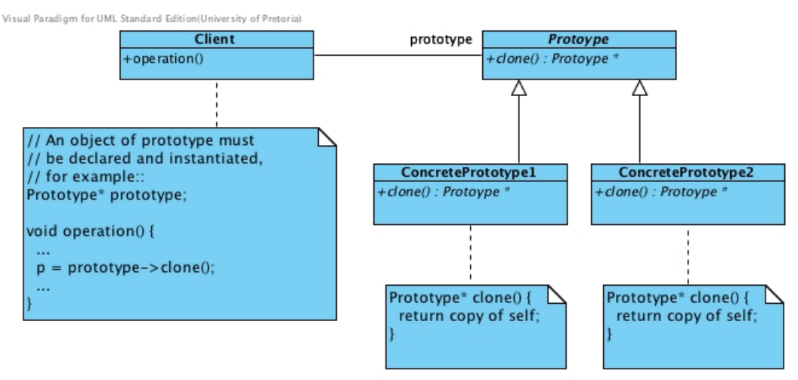 Visual Paradigm for UML Standard Edition(University of Pretoria)
Client
+operation()
prototype
Protoype
+clone() : Protoype *
// An object of prototype must
// be declared and instantiated,
// for example::
Prototype* prototype;
void operation() {
...
p = prototype->clone();
...
}
ConcretePrototype1
+clone() : Protoype *
ConcretePrototype2
+clone() : Protoype *
Prototype* clone() {
return copy of self;
}
Prototype* clone() {
return copy of self;
}